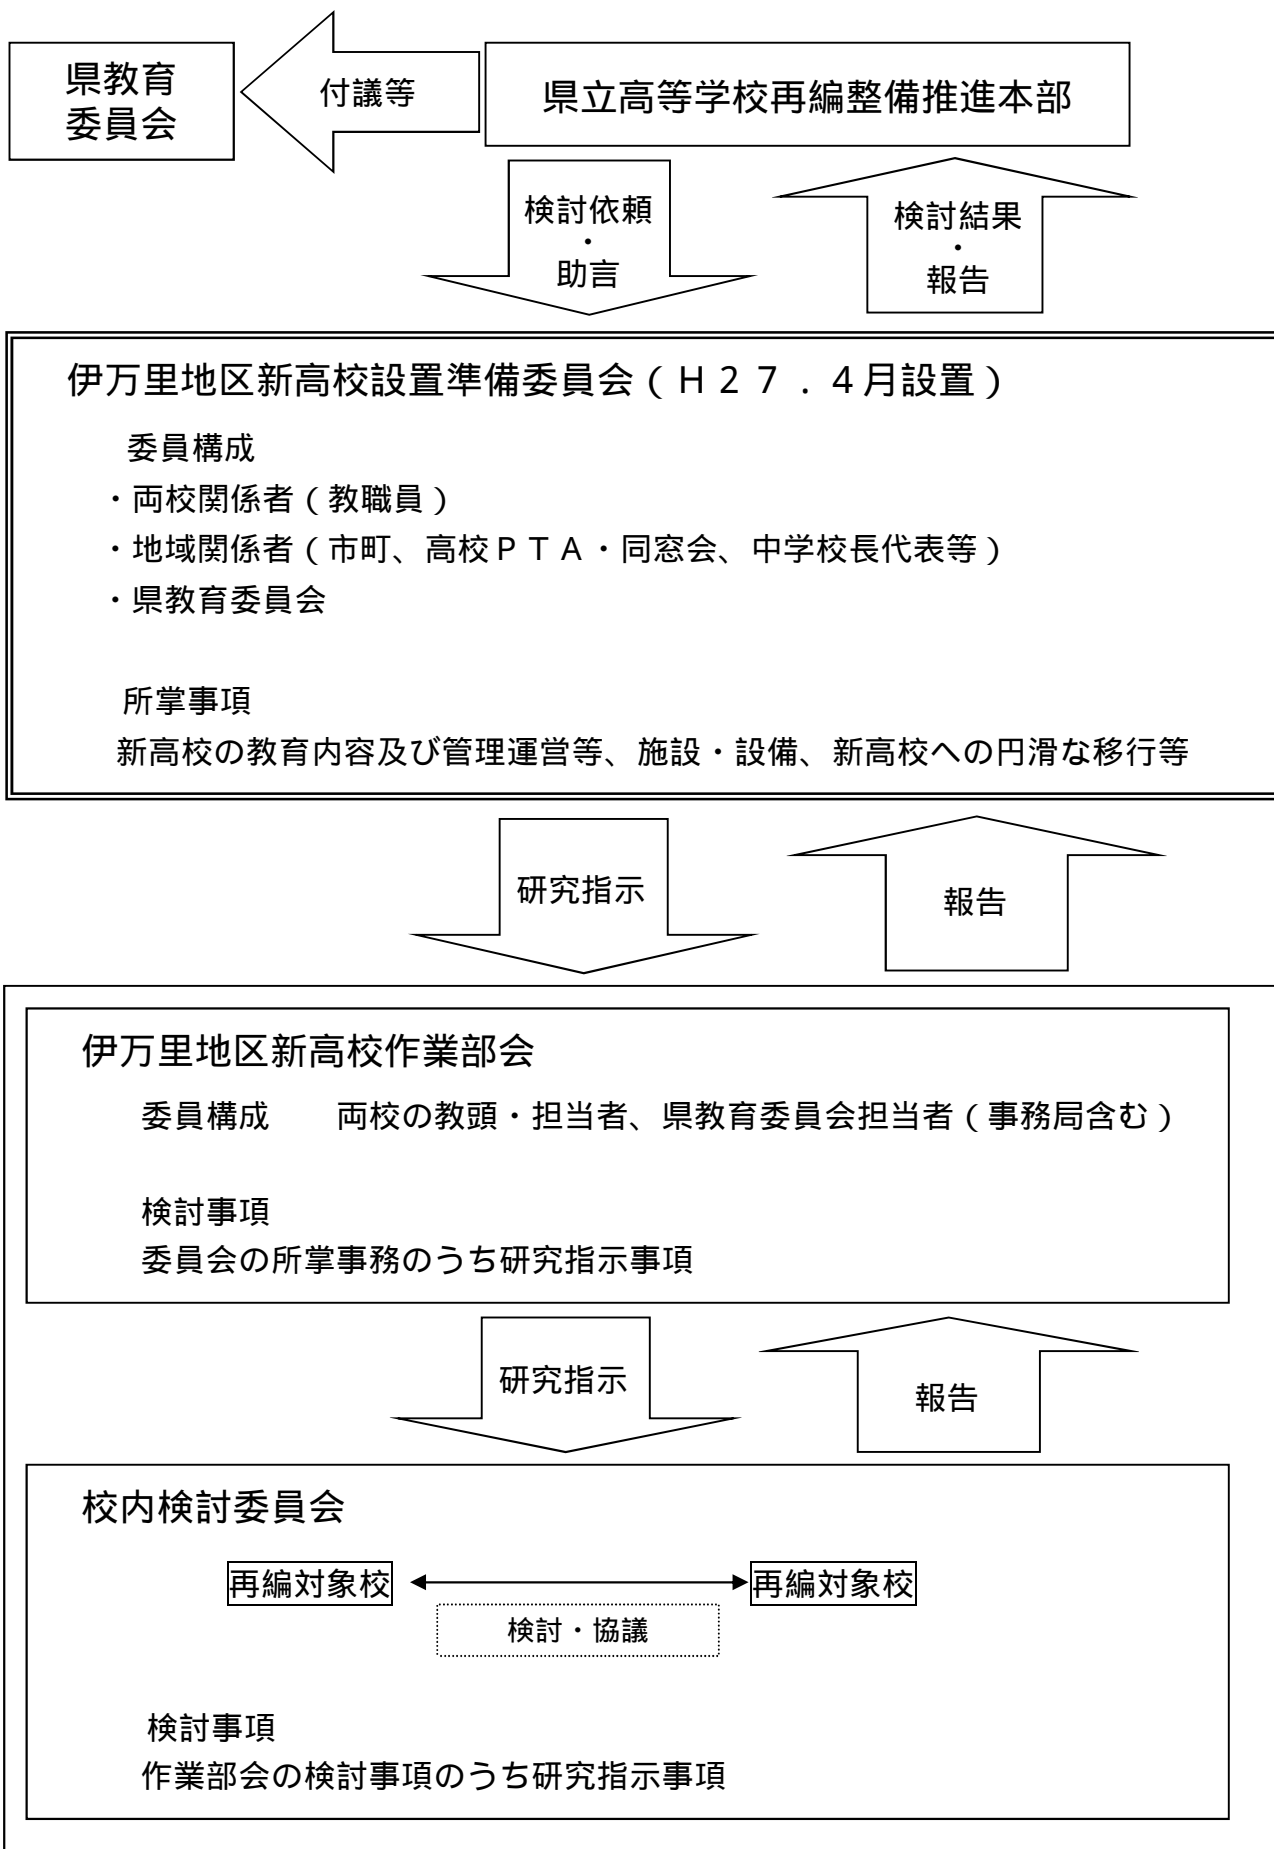 県教育
委員会
付議等
県立高等学校再編整備推進本部
検討依頼
・
助言
検討結果
・
報告
伊万里地区新高校設置準備委員会（Ｈ２７．４月設置）
委員構成
・両校関係者（教職員）
・地域関係者（市町、高校ＰＴＡ・同窓会、中学校長代表等）
・県教育委員会
所掌事項
新高校の教育内容及び管理運営等、施設・設備、新高校への円滑な移行等
研究指示
報告
伊万里地区新高校作業部会
委員構成　　両校の教頭・担当者、県教育委員会担当者（事務局含む）
検討事項
委員会の所掌事務のうち研究指示事項
研究指示
報告
校内検討委員会
再編対象校
再編対象校
検討・協議
検討事項
作業部会の検討事項のうち研究指示事項